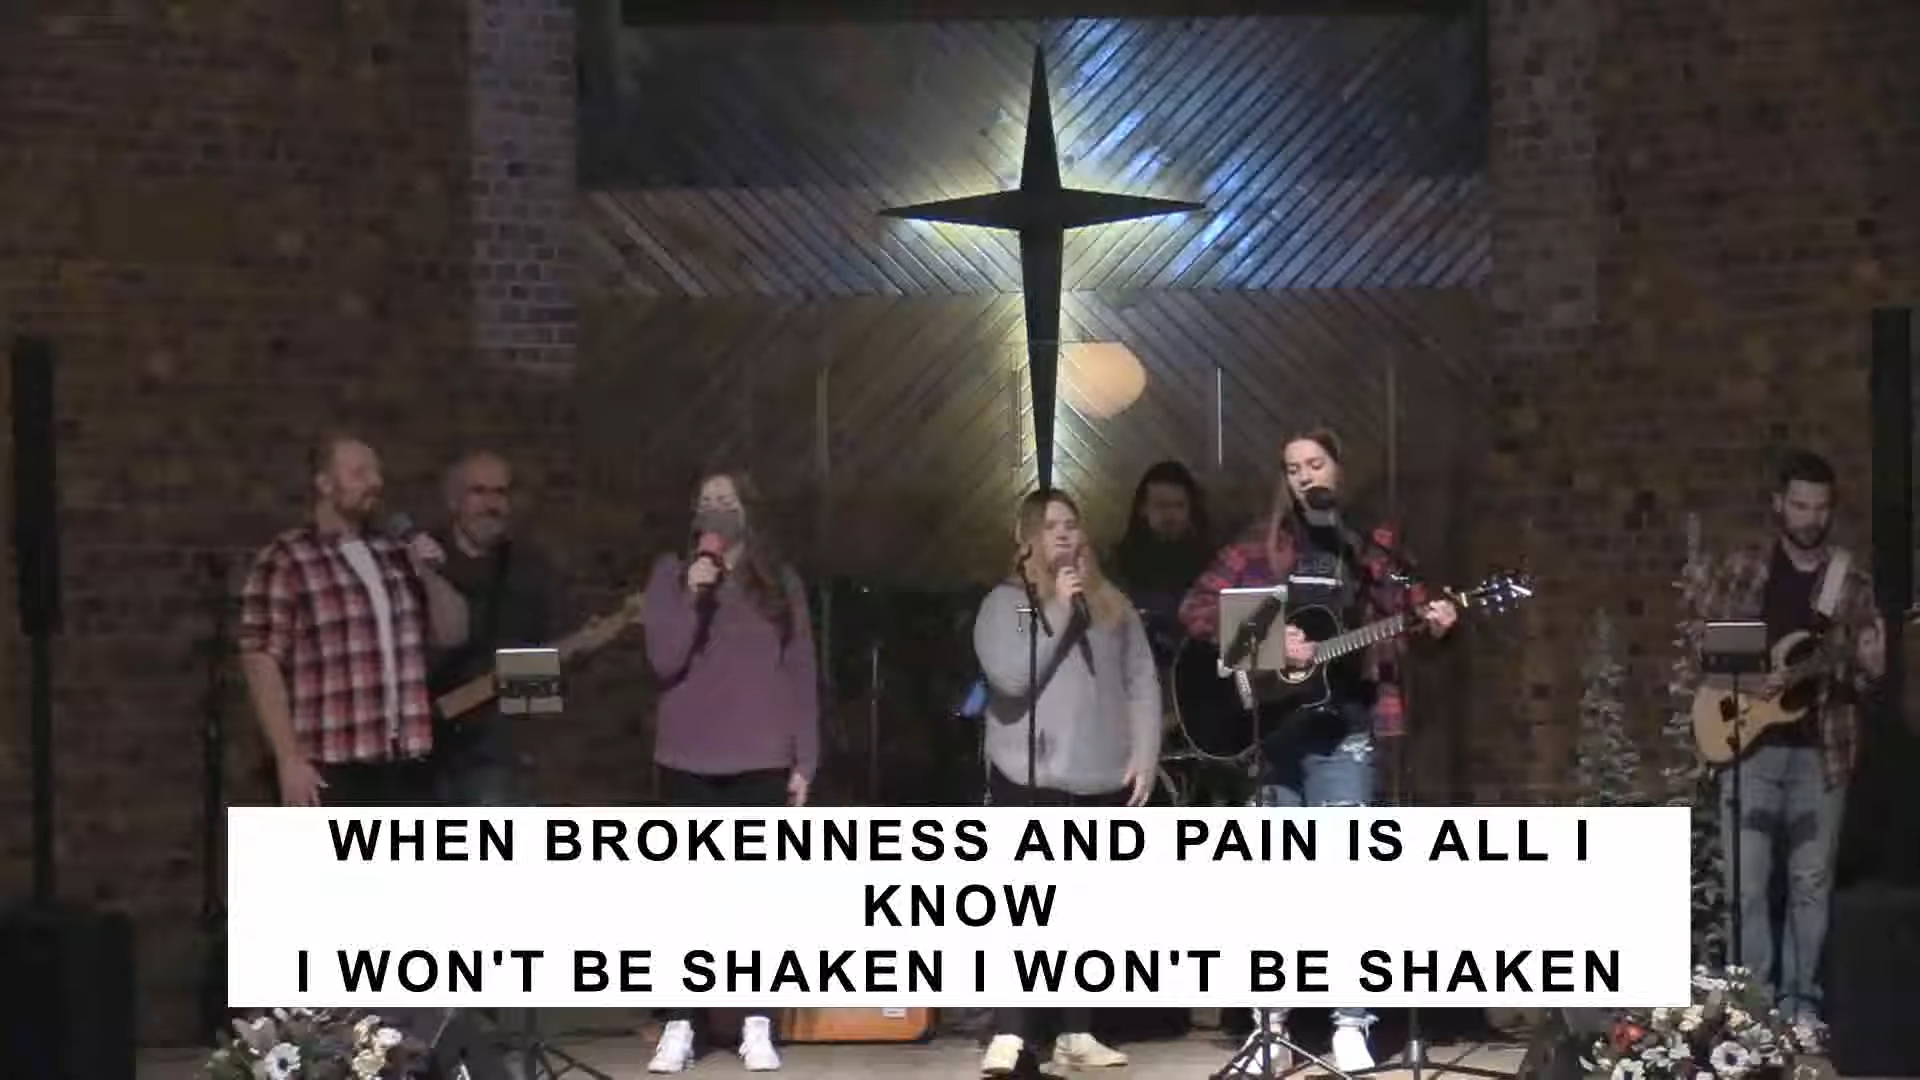 WHEN BROKENNESS AND PAIN IS ALL I
KNOW
I WON'T BE SHAKEN I WON'T BE SHAKEN